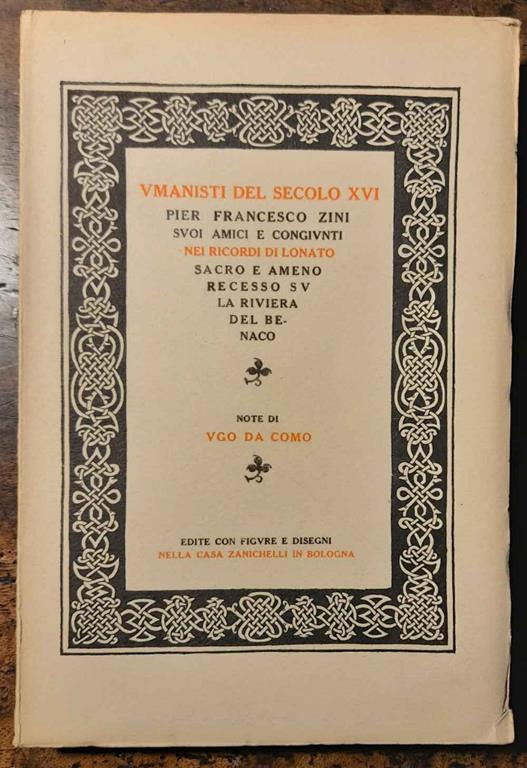 VMANISTI DEL SECOLO XVI
PIER FRANCESCO ZINI
SVOI AMICI E CONGIVNTI
NEI RICORDI DI LONATO
SACRO E AMENO
RECESSO SV
LA RIVIERA
DEL BE-
NACO
NOTE DI
VGO DA COMO
EDITE CON FIGVRE E DISEGNI
NELLA CASA ZANICHELLI IN BOLOGNA